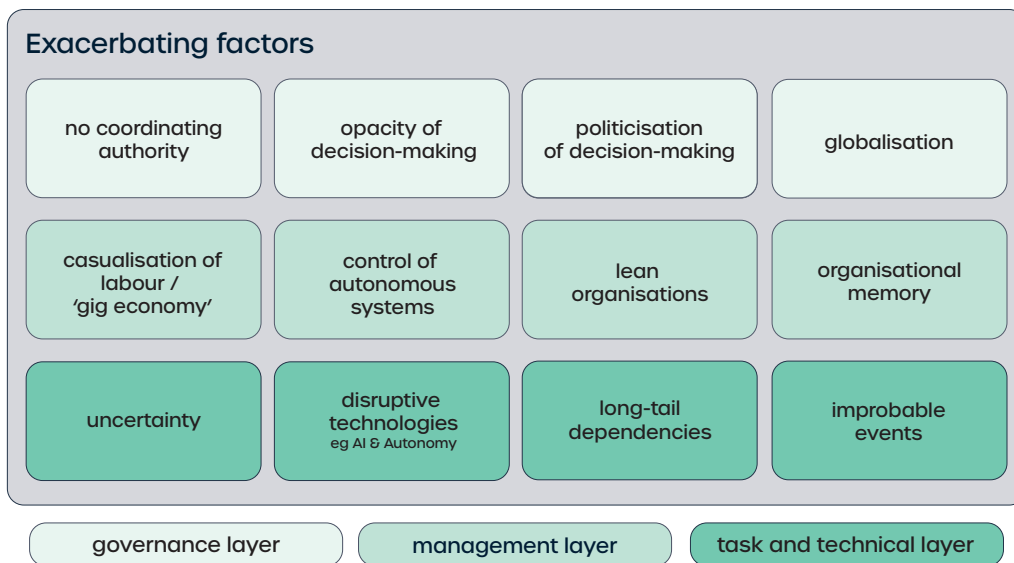 Exacerbating factors
no coordinating
authority
opacity of
decision-making
politicisation
of decision-making
globalisation
casualisation of
labour /
‘gig economy’
control of
autonomous
systems
lean
organisations
organisational
memory
uncertainty
disruptive
technologies
eg AI & Autonomy
long-tail
dependencies
improbable
events
governance layer
management layer
task and technical layer